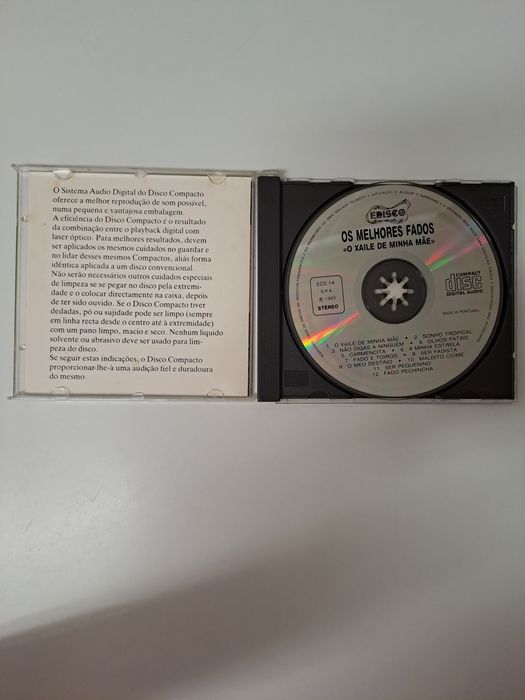 O Sistema Audio Digital do Disco Compacto
oferece a melhor reprodução de som possível,
numa pequena e vantajosa embalagem.
A eficiência do Disco Compacto é o resultado
da combinação entre o playback digital com
laser óptico. Para melhores resultados, devem
ser aplicados os mesmos cuidados no guardar e
no lidar desses mesmos Compactos, aliás forma
idêntica aplicada a um disco convencional.
Não serão necessários outros cuidados especiais
de limpeza se se pegar no disco pela extremi-
dade e o colocar directamente na caixa, depois
de ter sido ouvido. Se o Disco Compacto tiver
dedadas, pó ou sujidade pode ser limpo (sempre
em linha recta desde o centro até à extremidade)
com um pano limpo, macio e seco. Nenhum líquido
solvente ou abrasivo deve ser usado para lim-
peza do disco.
Se seguir estas indicações, o Disco Compacto
proporcionar-lhe-à uma audição fiel e duradoura
do mesmo.
EDISCO
OS MELHORES FADOS
«O XAILE DE MINHA MÃE»
ECD 14
S.P.A.
℗ 1993
STEREO
COMPACT
disc
DIGITAL AUDIO
MADE IN PORTUGAL
1. O XAILE DE MINHA MÃE • 2. SONHO TROPICAL
3. NÃO DIGAS A NINGUÉM • 4. OLHOS FATAIS
5. CARMENCITA • 6. A MINHA ESTRELA
7. FADO E TOIROS • 8. SER FADISTA
9. O MEU DESTINO • 10. MALDITO CIÚME
11. SER PEQUENINO
12. FADO PECHINCHA